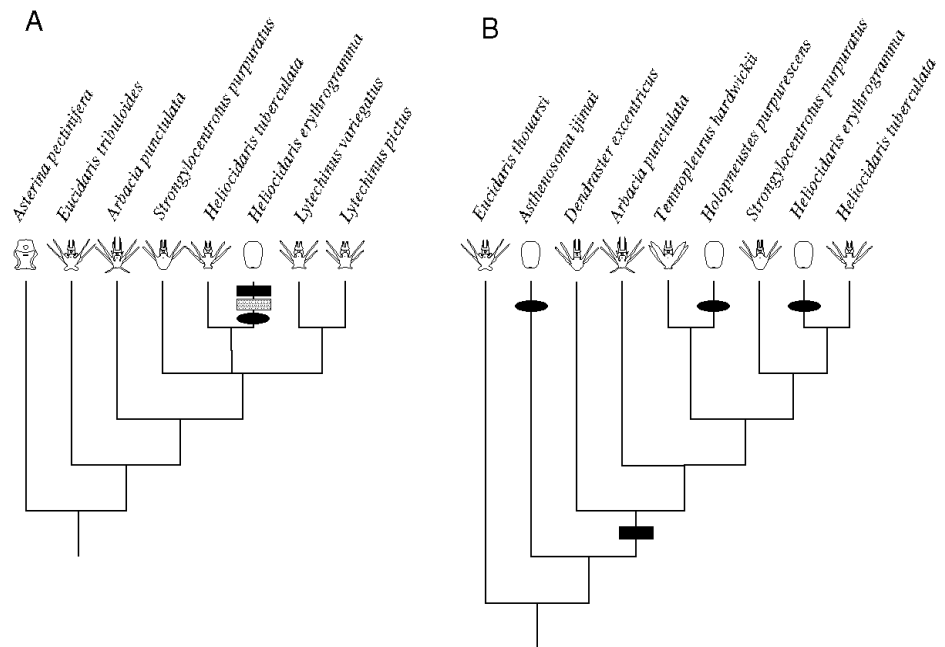 A
Asterina pectinifera
Eucidaris tribuloides
Arbacia punctulata
Strongylocentrotus purpuratus
Heliocidaris tuberculata
Heliocidaris erythrogramma
Lytechinus variegatus
Lytechinus pictus
B
Eucidaris thouarsi
Asthenosoma ijimai
Dendraster excentricus
Arbacia punctulata
Temnopleurus hardwickii
Holopneustes purpurescens
Strongylocentrotus purpuratus
Heliocidaris erythrogramma
Heliocidaris tuberculata